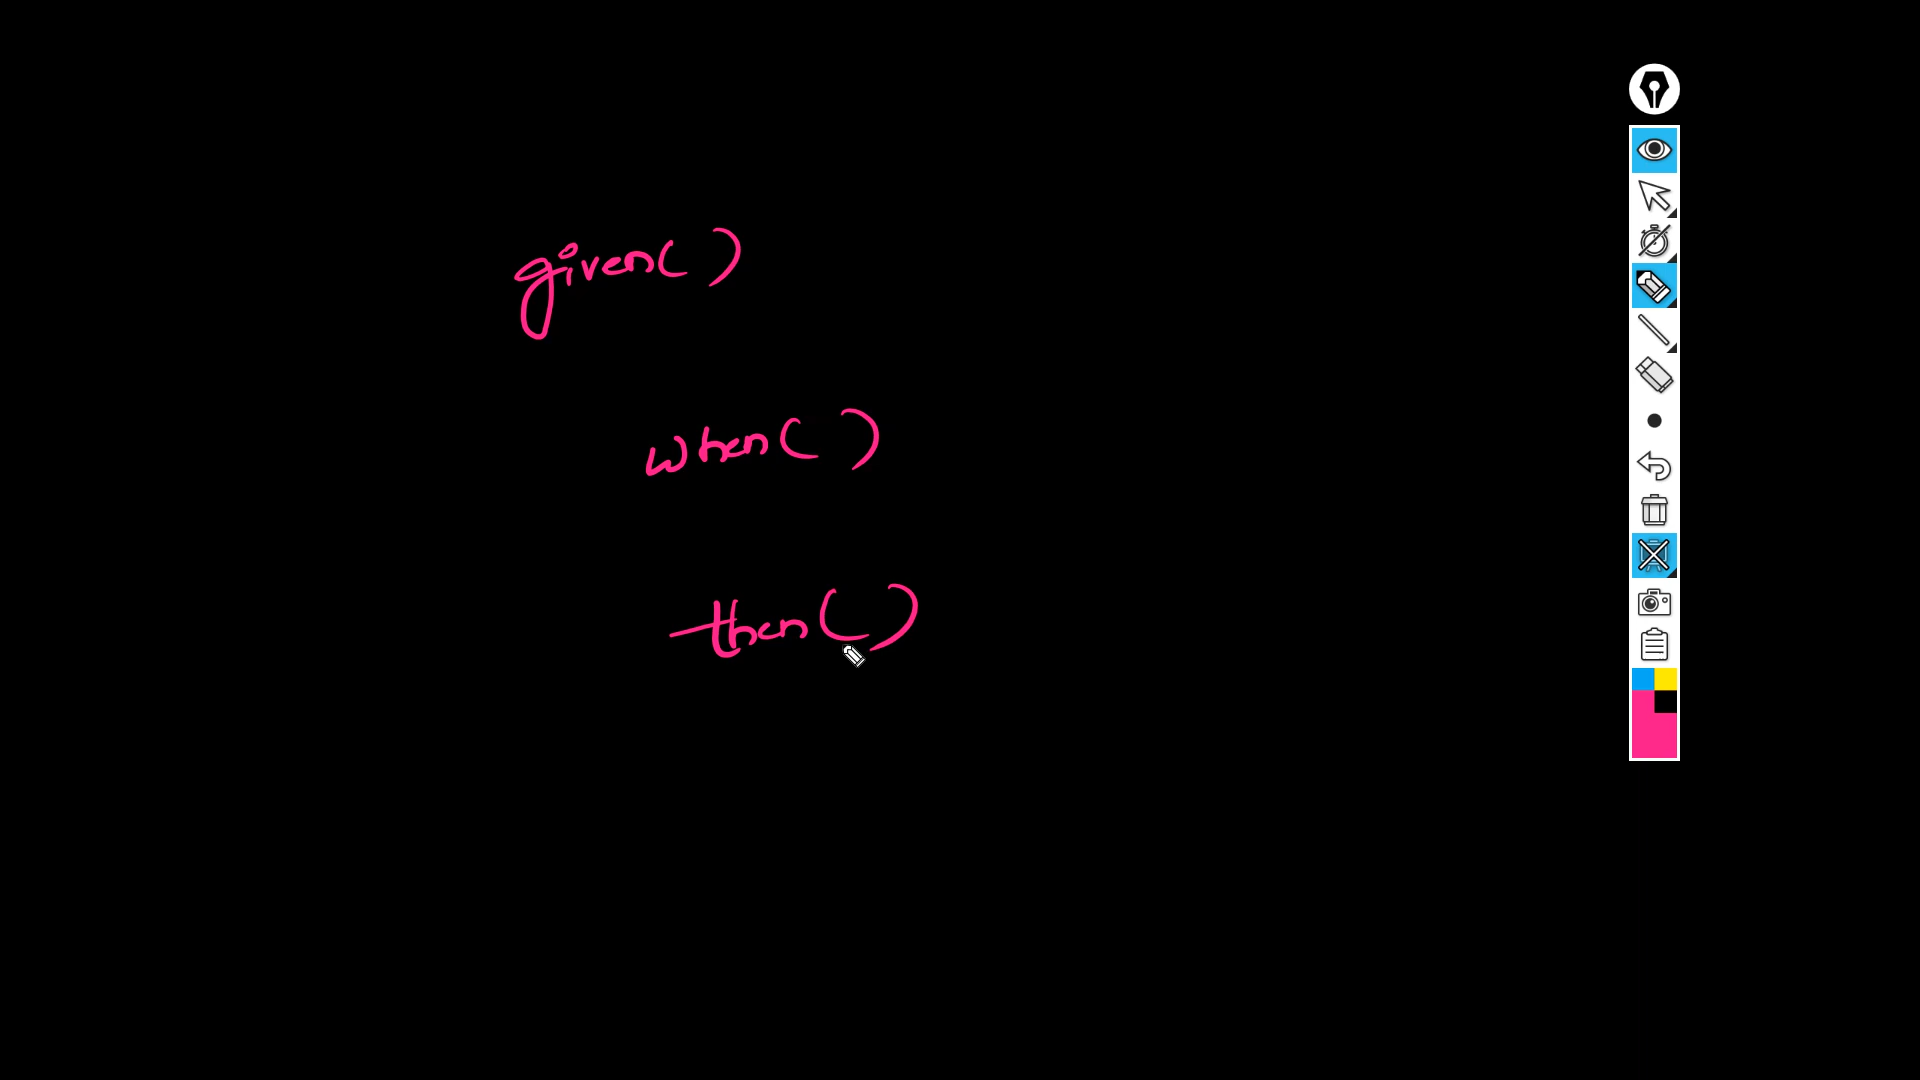 given( )
when( )
then( )